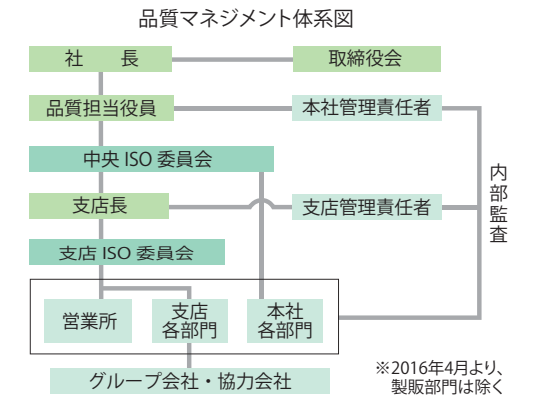 品質マネジメント体系図
社　長
取締役会
品質担当役員
本社管理責任者
中央 ISO 委員会
支店長
支店管理責任者
内部監査
支店 ISO 委員会
営業所
支店
各部門
本社
各部門
グループ会社・協力会社
※2016年4月より、
製販部門は除く